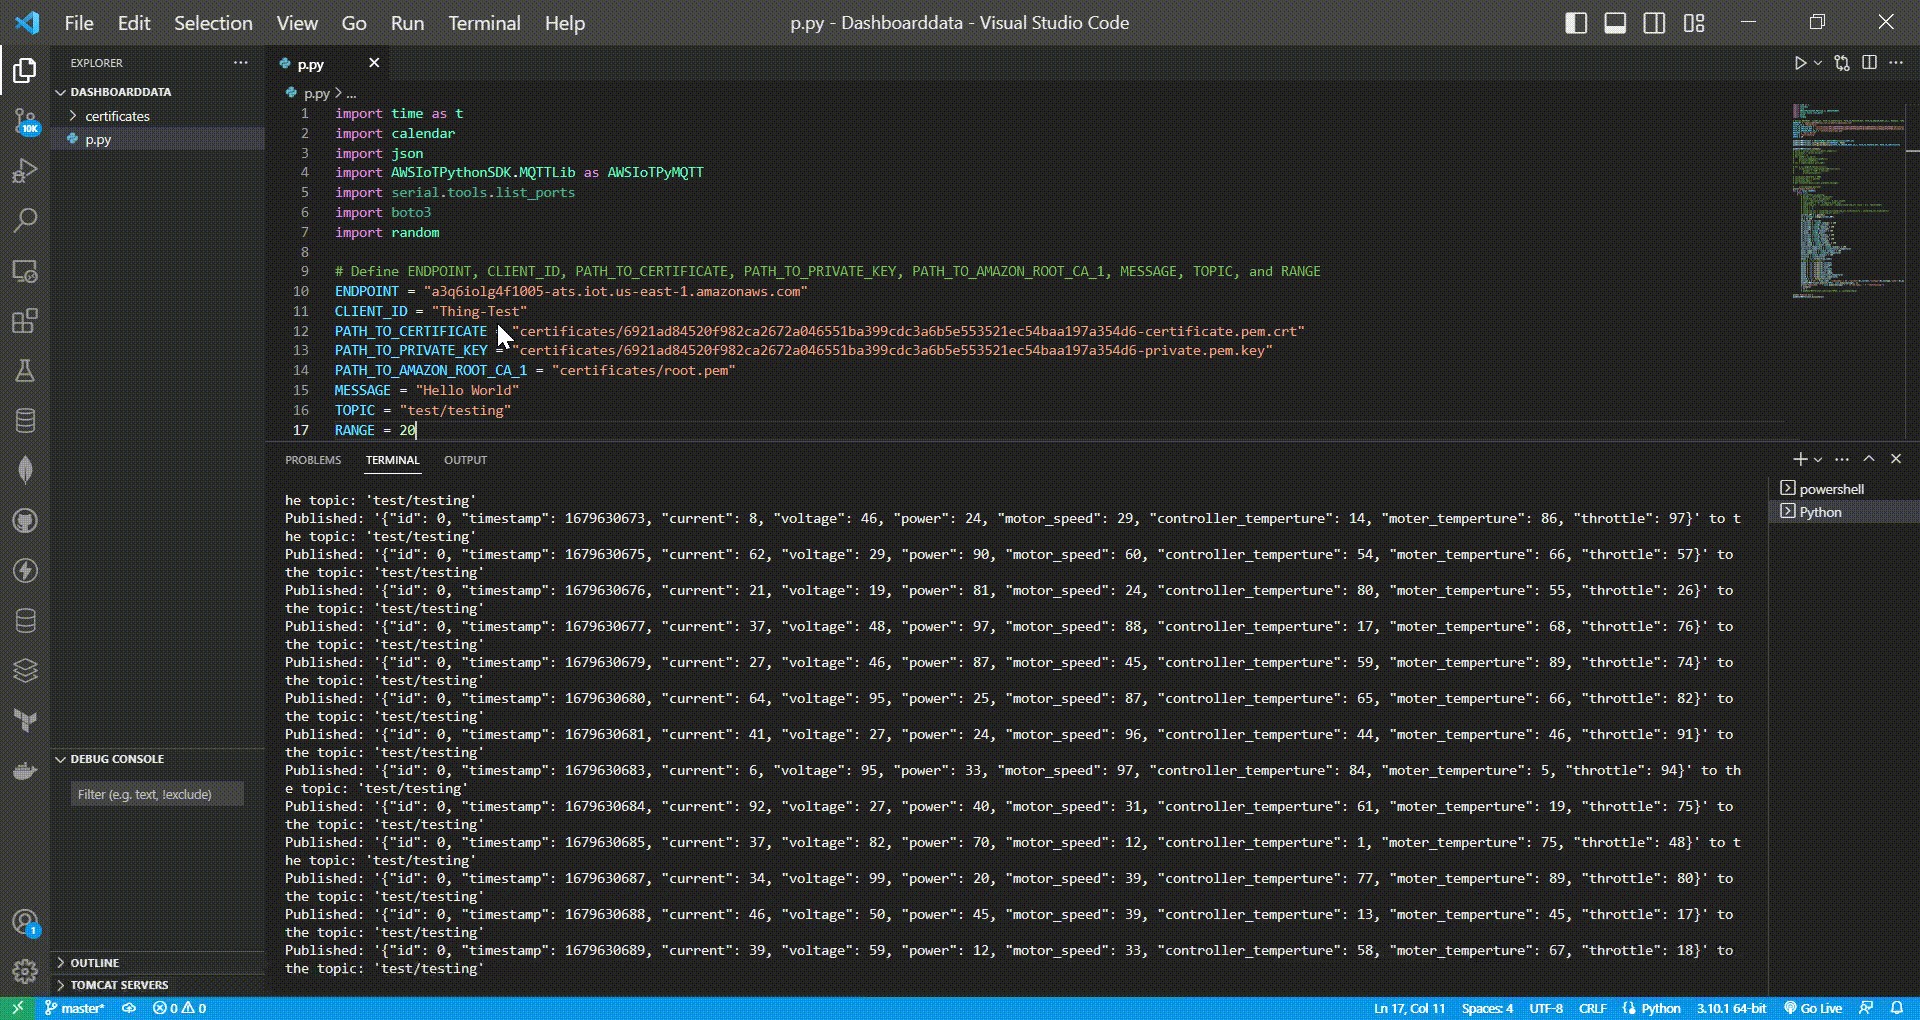 File Edit Selection View Go Run Terminal Help p.py - Dashboarddata - Visual Studio Code
EXPLORER
p.py
DASHBOARDDATA
certificates
p.py
10K
p.py > ...
1 import time as t
2 import calendar
3 import json
4 import AWSIoTPythonSDK.MQTTLib as AWSIoTPyMQTT
5 import serial.tools.list_ports
6 import boto3
7 import random
8
9 # Define ENDPOINT, CLIENT_ID, PATH_TO_CERTIFICATE, PATH_TO_PRIVATE_KEY, PATH_TO_AMAZON_ROOT_CA_1, MESSAGE, TOPIC, and RANGE
10 ENDPOINT = "a3q6iolg4f1005-ats.iot.us-east-1.amazonaws.com"
11 CLIENT_ID = "Thing-Test"
12 PATH_TO_CERTIFICATE = "certificates/6921ad84520f982ca2672a046551ba399cdc3a6b5e553521ec54baa197a354d6-certificate.pem.crt"
13 PATH_TO_PRIVATE_KEY = "certificates/6921ad84520f982ca2672a046551ba399cdc3a6b5e553521ec54baa197a354d6-private.pem.key"
14 PATH_TO_AMAZON_ROOT_CA_1 = "certificates/root.pem"
15 MESSAGE = "Hello World"
16 TOPIC = "test/testing"
17 RANGE = 20
PROBLEMS TERMINAL OUTPUT
powershell
Python
he topic: 'test/testing'
Published: '{"id": 0, "timestamp": 1679630673, "current": 8, "voltage": 46, "power": 24, "motor_speed": 29, "controller_temperture": 14, "moter_temperture": 86, "throttle": 97}' to t
he topic: 'test/testing'
Published: '{"id": 0, "timestamp": 1679630675, "current": 62, "voltage": 29, "power": 90, "motor_speed": 60, "controller_temperture": 54, "moter_temperture": 66, "throttle": 57}' to
the topic: 'test/testing'
Published: '{"id": 0, "timestamp": 1679630676, "current": 21, "voltage": 19, "power": 81, "motor_speed": 24, "controller_temperture": 80, "moter_temperture": 55, "throttle": 26}' to
the topic: 'test/testing'
Published: '{"id": 0, "timestamp": 1679630677, "current": 37, "voltage": 48, "power": 97, "motor_speed": 88, "controller_temperture": 17, "moter_temperture": 68, "throttle": 76}' to
the topic: 'test/testing'
Published: '{"id": 0, "timestamp": 1679630679, "current": 27, "voltage": 46, "power": 87, "motor_speed": 45, "controller_temperture": 59, "moter_temperture": 89, "throttle": 74}' to
the topic: 'test/testing'
Published: '{"id": 0, "timestamp": 1679630680, "current": 64, "voltage": 95, "power": 25, "motor_speed": 87, "controller_temperture": 65, "moter_temperture": 66, "throttle": 82}' to
the topic: 'test/testing'
Published: '{"id": 0, "timestamp": 1679630681, "current": 41, "voltage": 27, "power": 24, "motor_speed": 96, "controller_temperture": 44, "moter_temperture": 46, "throttle": 91}' to
the topic: 'test/testing'
Published: '{"id": 0, "timestamp": 1679630683, "current": 6, "voltage": 95, "power": 33, "motor_speed": 97, "controller_temperture": 84, "moter_temperture": 5, "throttle": 94}' to th
e topic: 'test/testing'
Published: '{"id": 0, "timestamp": 1679630684, "current": 92, "voltage": 27, "power": 40, "motor_speed": 31, "controller_temperture": 61, "moter_temperture": 19, "throttle": 75}' to
the topic: 'test/testing'
Published: '{"id": 0, "timestamp": 1679630685, "current": 37, "voltage": 82, "power": 70, "motor_speed": 12, "controller_temperture": 1, "moter_temperture": 75, "throttle": 48}' to t
he topic: 'test/testing'
Published: '{"id": 0, "timestamp": 1679630687, "current": 34, "voltage": 99, "power": 20, "motor_speed": 39, "controller_temperture": 77, "moter_temperture": 89, "throttle": 80}' to
the topic: 'test/testing'
Published: '{"id": 0, "timestamp": 1679630688, "current": 46, "voltage": 50, "power": 45, "motor_speed": 39, "controller_temperture": 13, "moter_temperture": 45, "throttle": 17}' to
the topic: 'test/testing'
Published: '{"id": 0, "timestamp": 1679630689, "current": 39, "voltage": 59, "power": 12, "motor_speed": 33, "controller_temperture": 58, "moter_temperture": 67, "throttle": 18}' to
the topic: 'test/testing'
DEBUG CONSOLE
Filter (e.g. text, !exclude)
1
OUTLINE
TOMCAT SERVERS
master* 0 0 Ln 17, Col 11 Spaces: 4 UTF-8 CRLF Python 3.10.1 64-bit Go Live